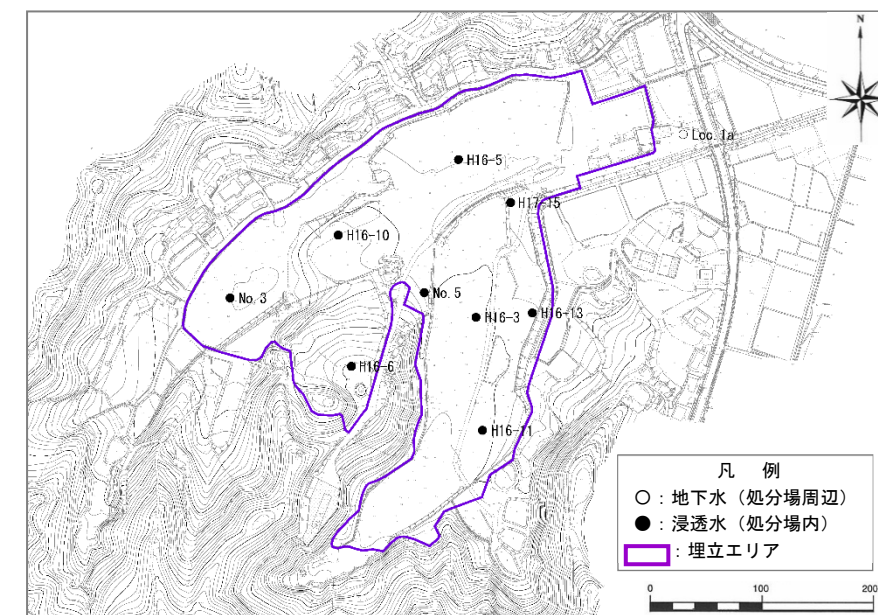 N
Loc.1a
H16-5
H17-15
H16-10
No.5
No.3
H16-3
H16-13
H16-6
H16-11
凡 例
○:地下水(処分場周辺)
●:浸透水(処分場内)
:埋立エリア
0 100 200